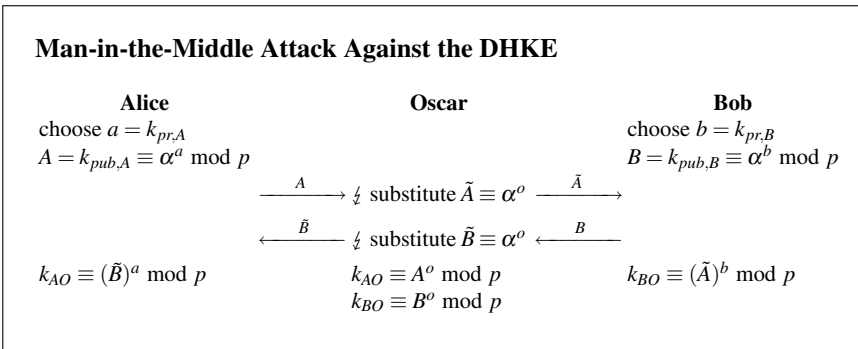 Man-in-the-Middle Attack Against the DHKE
Alice Oscar Bob
choose a = k_{pr,A} choose b = k_{pr,B}
A = k_{pub,A} ≡ α^a mod p B = k_{pub,B} ≡ α^b mod p
A ↯ substitute Ã ≡ α^o Ã
B̃ ↯ substitute B̃ ≡ α^o B
k_{AO} ≡ (B̃)^a mod p k_{AO} ≡ A^o mod p k_{BO} ≡ (Ã)^b mod p
k_{BO} ≡ B^o mod p